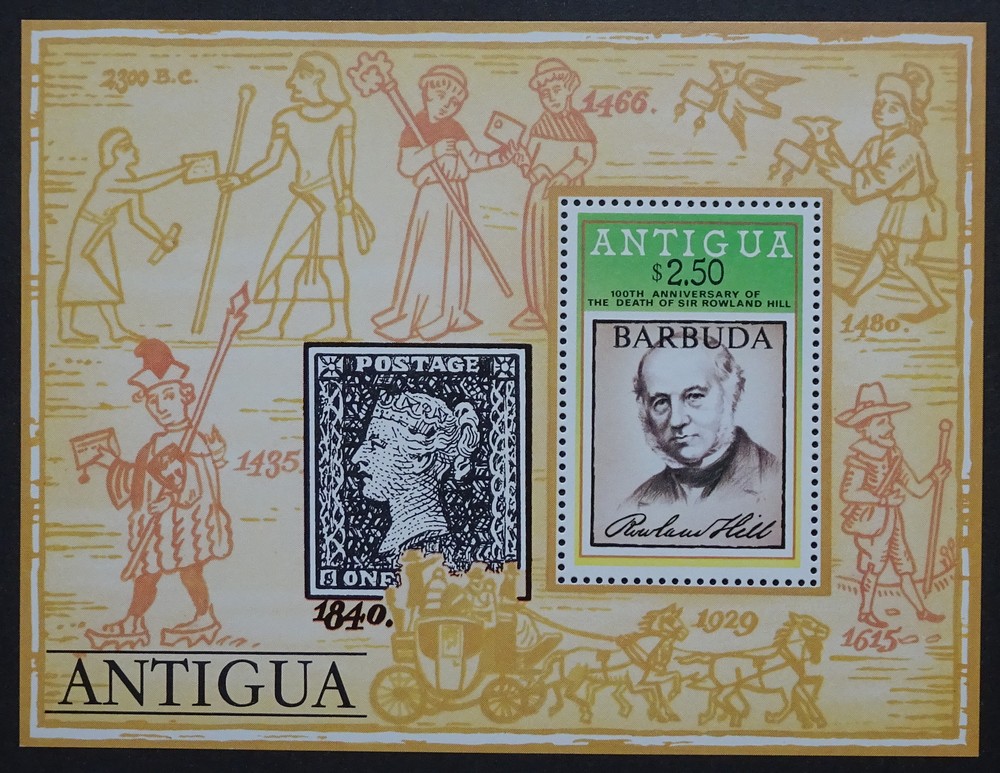 2300 B.C.
1466.
1480.
ANTIGUA
$2.50
100TH ANNIVERSARY OF
THE DEATH OF SIR ROWLAND HILL
BARBUDA
Rowland Hill
1435
POSTAGE
ONE
1840.
1929
1615
ANTIGUA